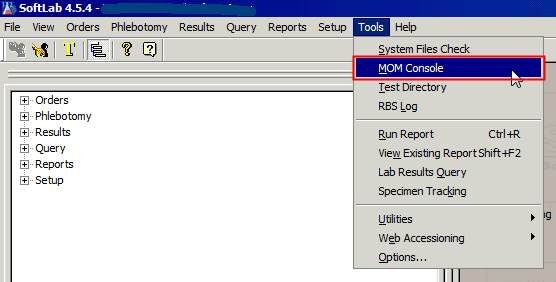 SoftLab 4.5.4 -
File View Orders Phlebotomy Results Query Reports Setup Tools Help
System Files Check
MOM Console
Test Directory
RBS Log
Run Report Ctrl+R
View Existing Report Shift+F2
Lab Results Query
Specimen Tracking
Utilities
Web Accessioning
Options...
Orders
Phlebotomy
Results
Query
Reports
Setup